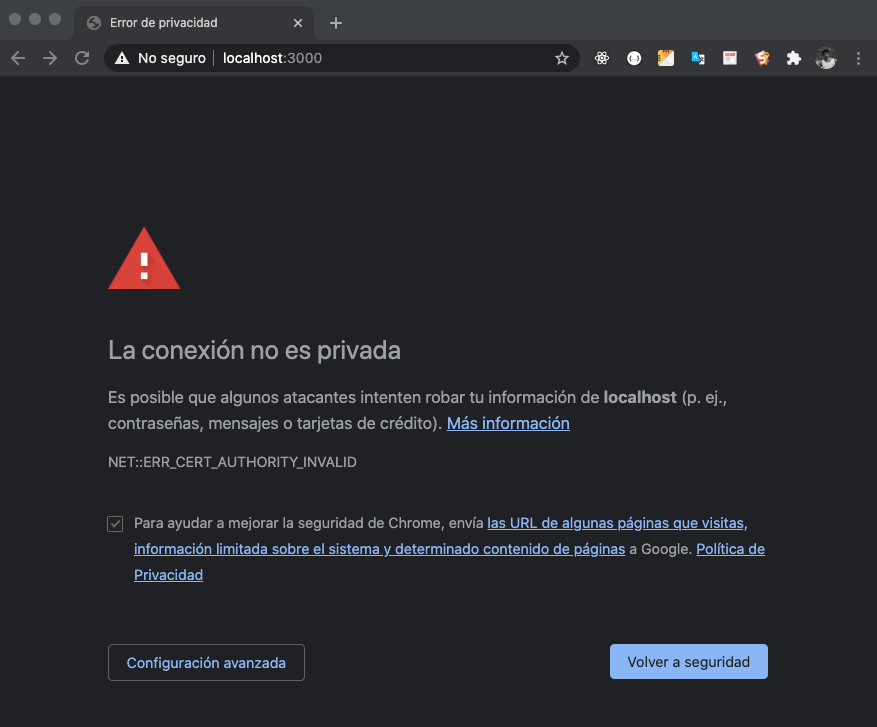 Error de privacidad
No seguro localhost:3000
La conexión no es privada
Es posible que algunos atacantes intenten robar tu información de localhost (p. ej.,
contraseñas, mensajes o tarjetas de crédito). Más información
NET::ERR_CERT_AUTHORITY_INVALID
Para ayudar a mejorar la seguridad de Chrome, envía las URL de algunas páginas que visitas,
información limitada sobre el sistema y determinado contenido de páginas a Google. Política de
Privacidad
Configuración avanzada
Volver a seguridad